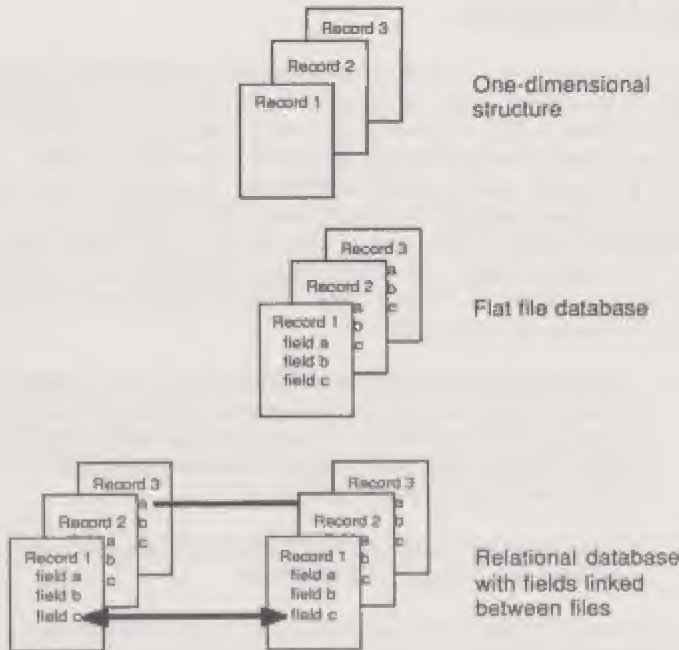 Record 3
Record 2
Record 1
One-dimensional
structure
Record 3
a
b
c
Record 2
a
b
c
Record 1
field a
field b
field c
Flat file database
Record 3
a
b
c
Record 2
a
b
c
Record 1
field a
field b
field c
Record 3
a
b
c
Record 2
a
b
c
Record 1
field a
field b
field c
Relational database
with fields linked
between files